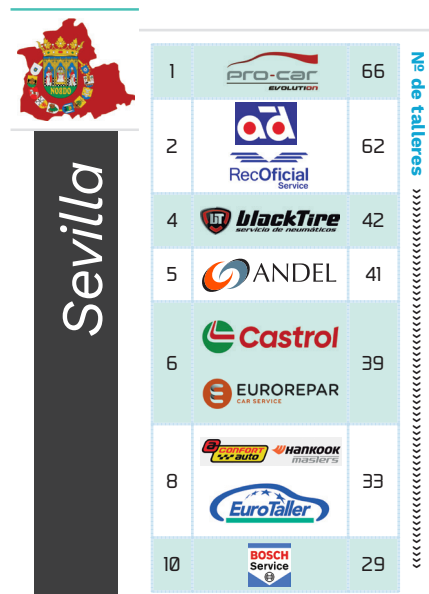 NODO
Sevilla
Nº de talleres
1
pro-car
EVOLUTION
66
2
ad
RecOficial
Service
62
4
bT blackTire
servicio de neumáticos
42
5
ANDEL
41
6
Castrol
EUROREPAR
CAR SERVICE
39
8
a CONFORT
auto
HANKOOK
masters
EuroTaller
33
10
BOSCH
Service
29